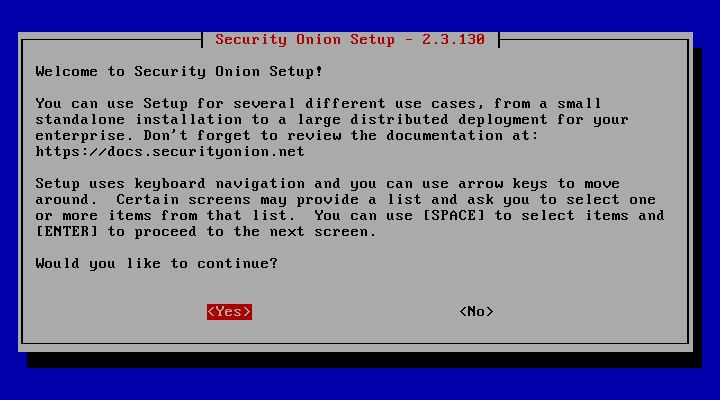 Security Onion Setup - 2.3.130
Welcome to Security Onion Setup!
You can use Setup for several different use cases, from a small
standalone installation to a large distributed deployment for your
enterprise. Don't forget to review the documentation at:
https://docs.securityonion.net
Setup uses keyboard navigation and you can use arrow keys to move
around.  Certain screens may provide a list and ask you to select one
or more items from that list.  You can use [SPACE] to select items and
[ENTER] to proceed to the next screen.
Would you like to continue?
<Yes> <No>